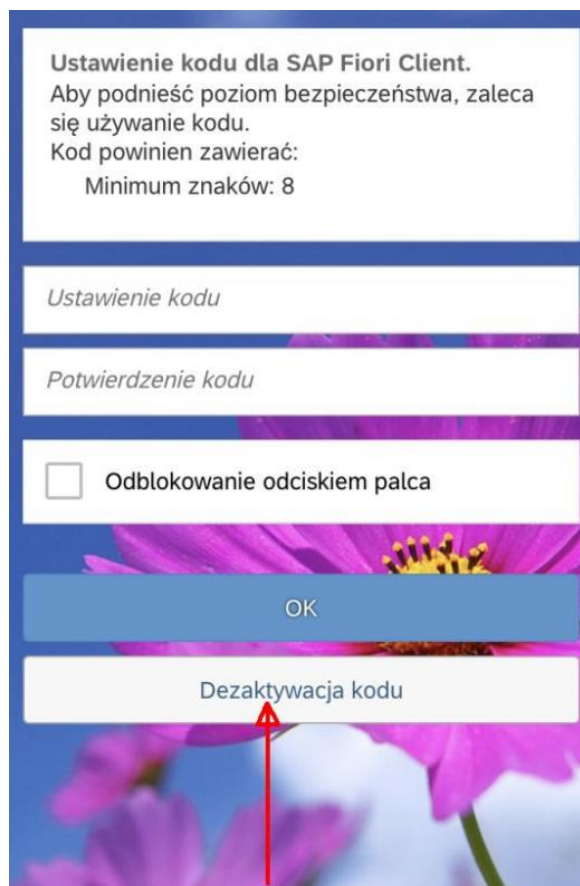 Ustawienie kodu dla SAP Fiori Client.
Aby podnieść poziom bezpieczeństwa, zaleca
się używanie kodu.
Kod powinien zawierać:
Minimum znaków: 8
Ustawienie kodu
Potwierdzenie kodu
Odblokowanie odciskiem palca
OK
Dezaktywacja kodu